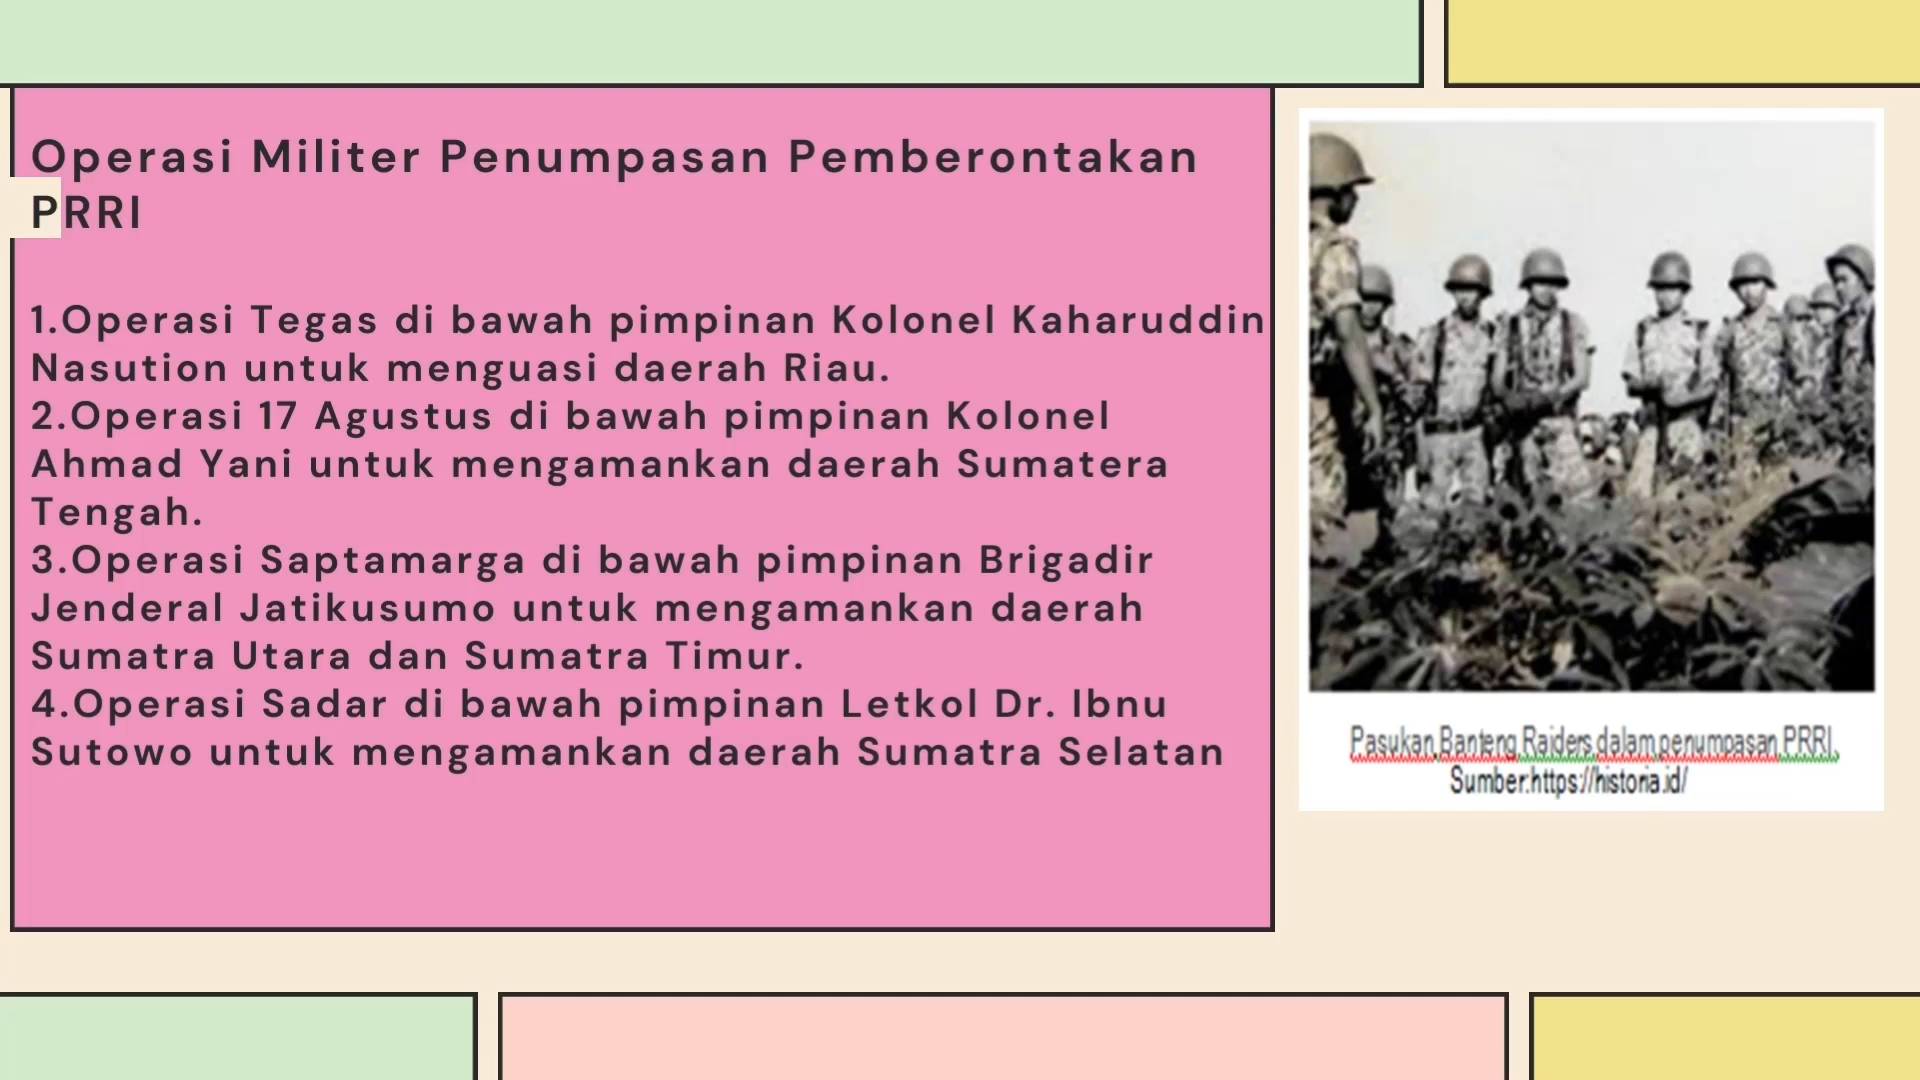 Operasi Militer Penumpasan Pemberontakan
PRRI
1.Operasi Tegas di bawah pimpinan Kolonel Kaharuddin
Nasution untuk menguasi daerah Riau.
2.Operasi 17 Agustus di bawah pimpinan Kolonel
Ahmad Yani untuk mengamankan daerah Sumatera
Tengah.
3.Operasi Saptamarga di bawah pimpinan Brigadir
Jenderal Jatikusumo untuk mengamankan daerah
Sumatra Utara dan Sumatra Timur.
4.Operasi Sadar di bawah pimpinan Letkol Dr. Ibnu
Sutowo untuk mengamankan daerah Sumatra Selatan
Pasukan Banteng Raiders dalam penumpasan PRRI.
Sumber:https://historia.id/